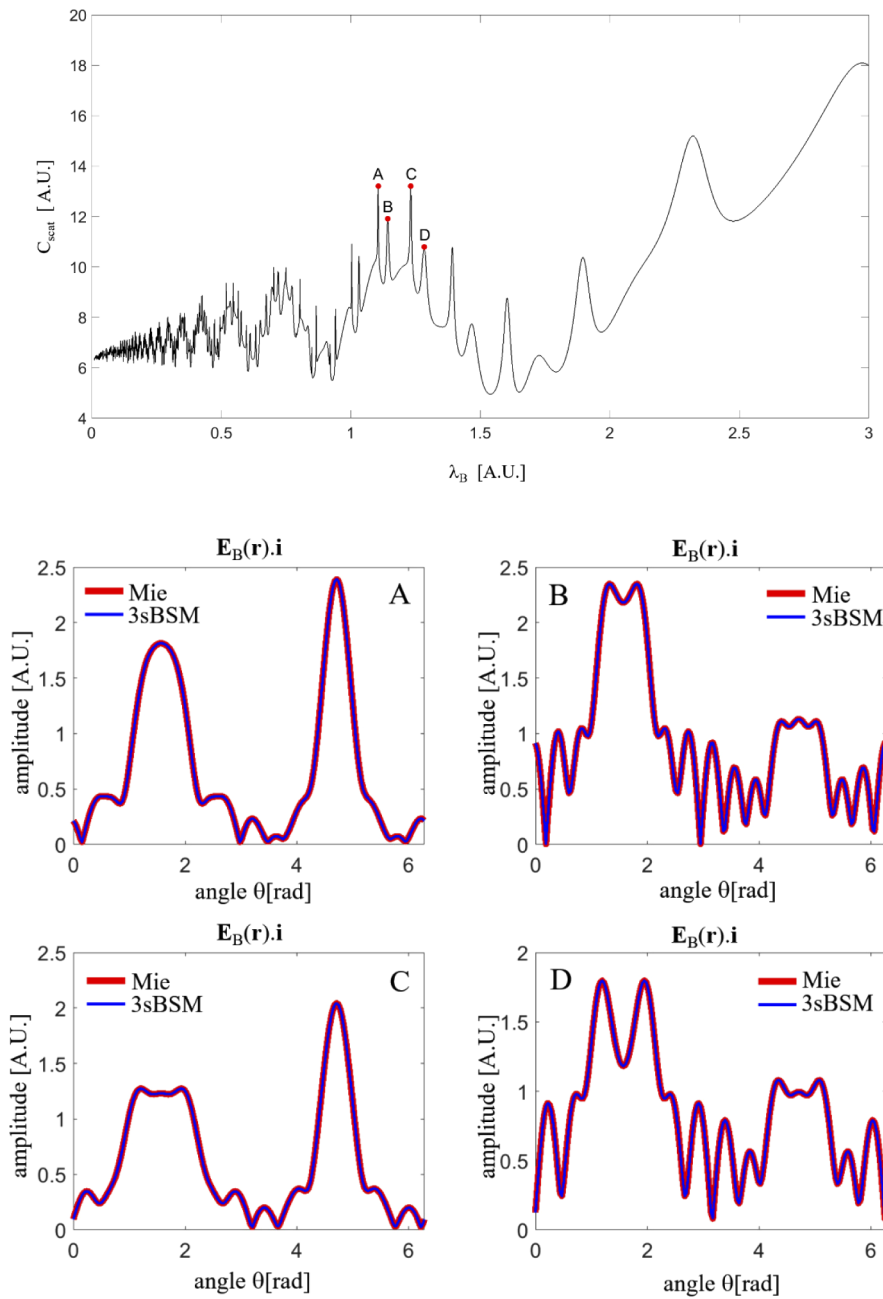 20
18
16
14
12
10
8
6
4
C_scat [ A.U.]
A
B
C
D
0 0.5 1 1.5 2 2.5 3
λ_B [A.U.]
E_B(r).i
Mie
3sBSM
A
2.5
2
1.5
1
0.5
0
amplitude [A.U.]
0 2 4 6
angle θ[rad]
E_B(r).i
B
Mie
3sBSM
2.5
2
1.5
1
0.5
0
amplitude [A.U.]
0 2 4 6
angle θ[rad]
E_B(r).i
Mie
3sBSM
C
2.5
2
1.5
1
0.5
0
amplitude [A.U.]
0 2 4 6
angle θ[rad]
E_B(r).i
D
Mie
3sBSM
2
1.5
1
0.5
0
amplitude [A.U.]
0 2 4 6
angle θ[rad]